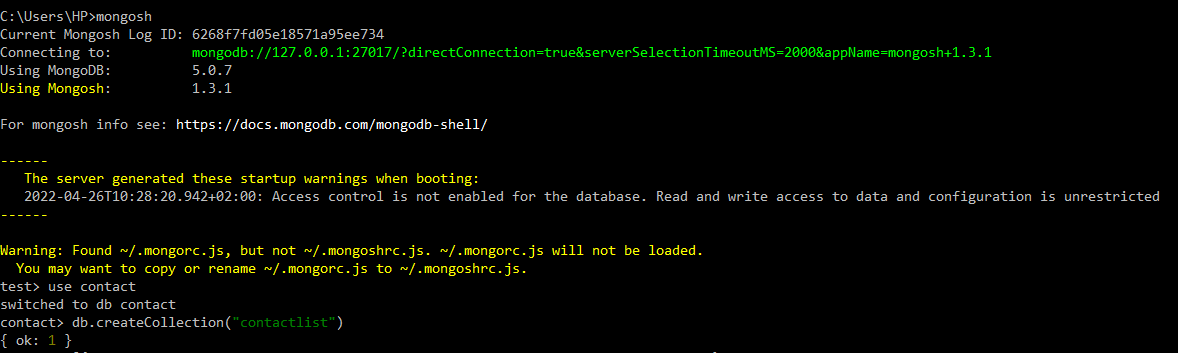 C:\Users\HP>mongosh
Current Mongosh Log ID: 6268f7fd05e18571a95ee734
Connecting to:          mongodb://127.0.0.1:27017/?directConnection=true&serverSelectionTimeoutMS=2000&appName=mongosh+1.3.1
Using MongoDB:          5.0.7
Using Mongosh:          1.3.1
For mongosh info see: https://docs.mongodb.com/mongodb-shell/
------
   The server generated these startup warnings when booting:
   2022-04-26T10:28:20.942+02:00: Access control is not enabled for the database. Read and write access to data and configuration is unrestricted
------
Warning: Found ~/.mongorc.js, but not ~/.mongoshrc.js. ~/.mongorc.js will not be loaded.
  You may want to copy or rename ~/.mongorc.js to ~/.mongoshrc.js.
test> use contact
switched to db contact
contact> db.createCollection("contactlist")
{ ok: 1 }